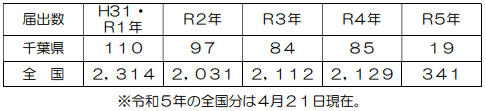 届出数 H31・R1年 R2年 R3年 R4年 R5年
千葉県 110 97 84 85 19
全 国 2,314 2,031 2,112 2,129 341
※令和5年の全国分は4月21日現在。